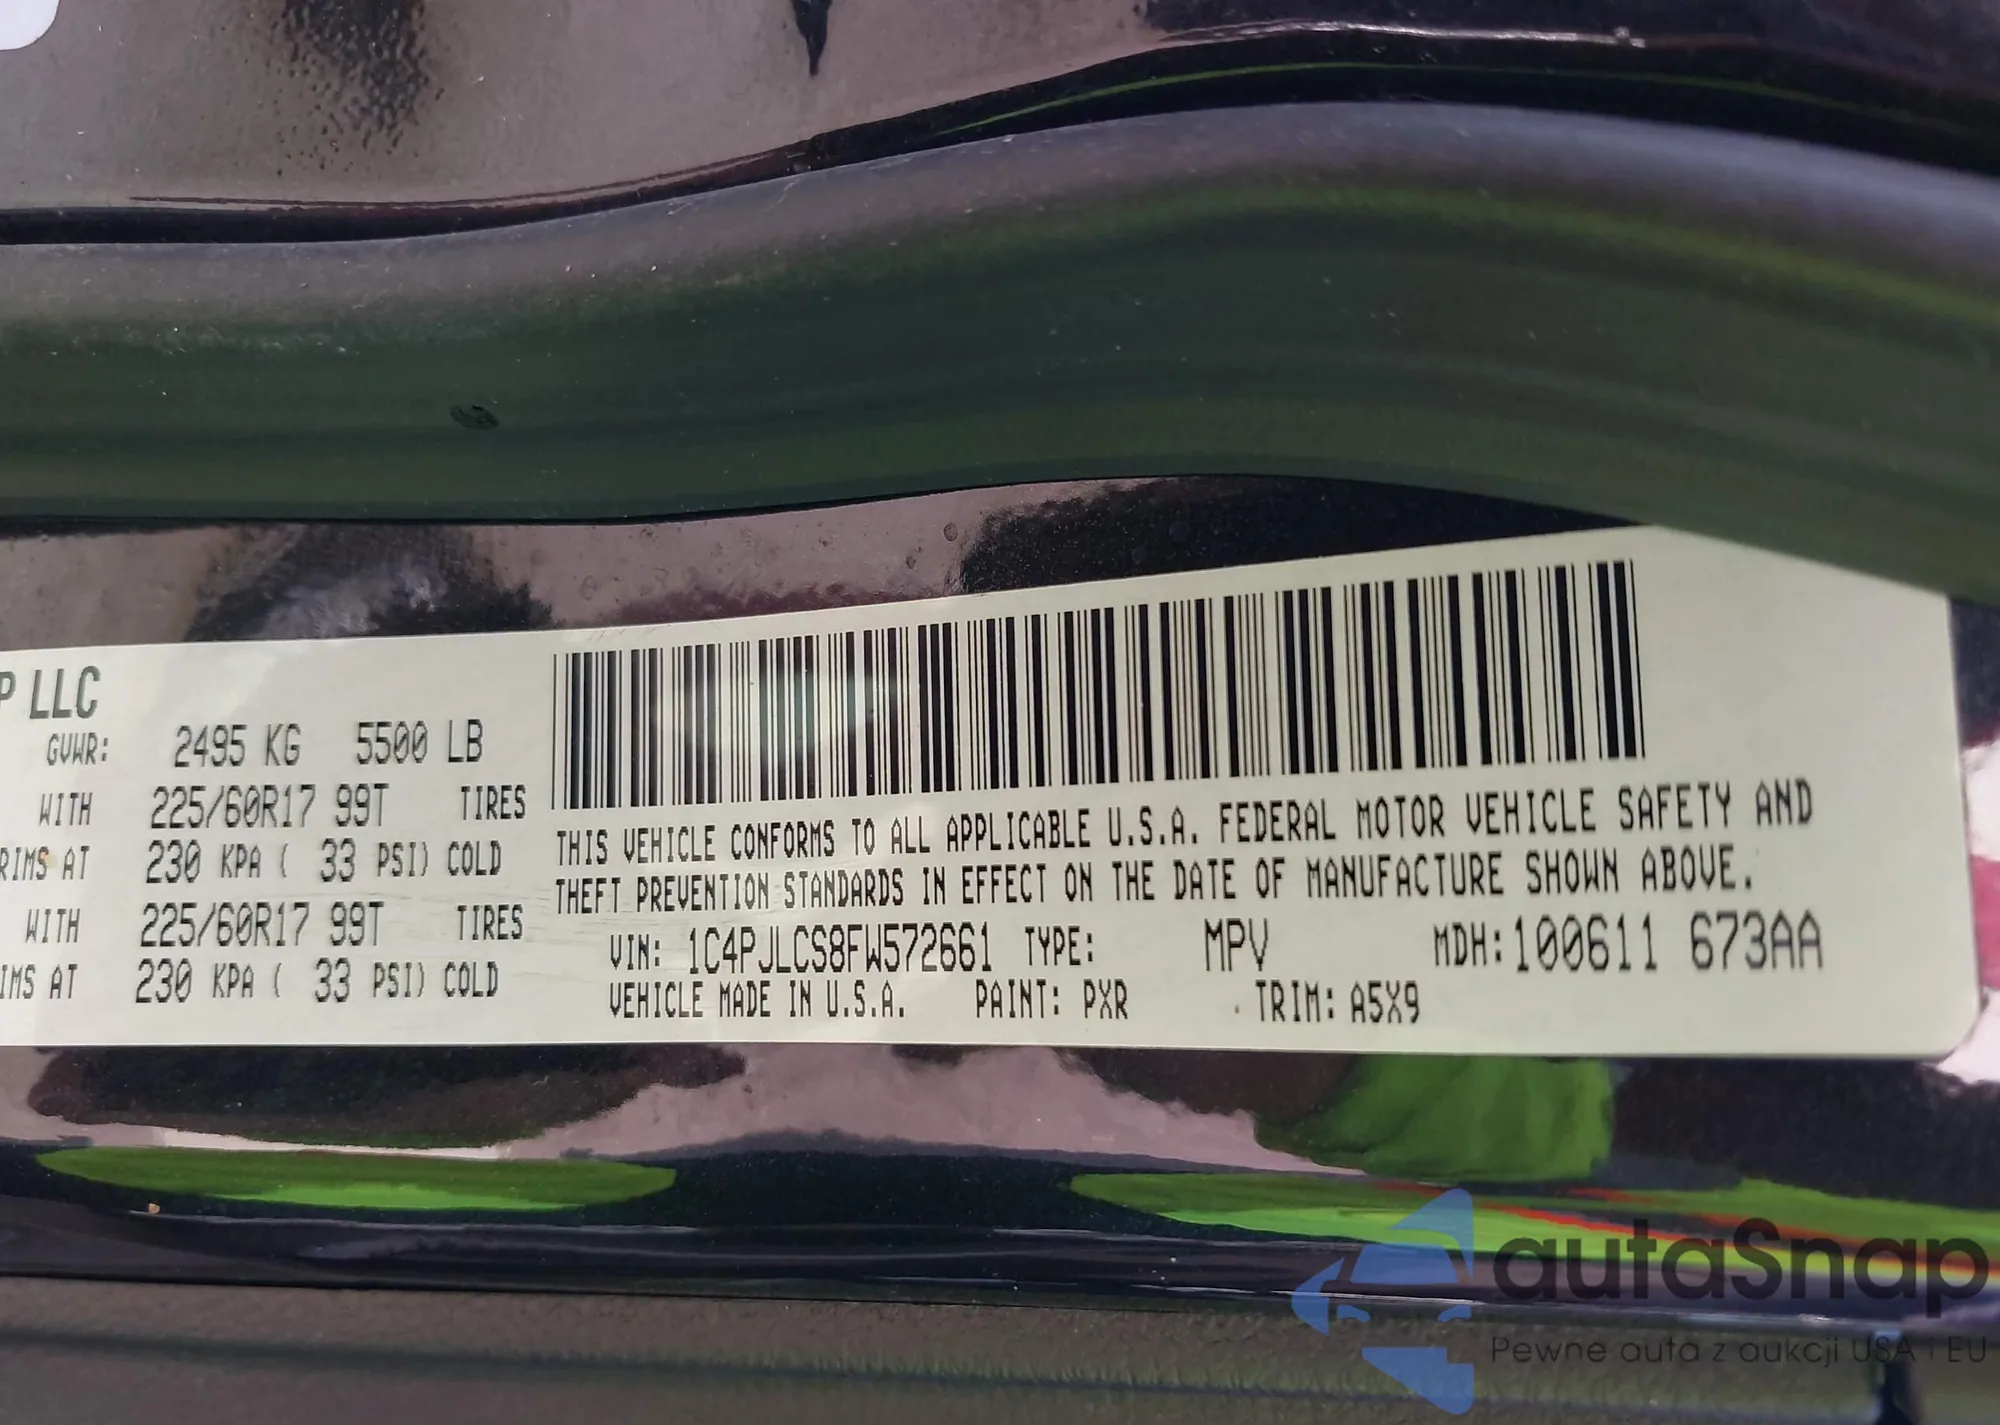 P LLC
GVWR: 2495 KG 5500 LB
WITH 225/60R17 99T TIRES
RIMS AT 230 KPA ( 33 PSI) COLD
WITH 225/60R17 99T TIRES
IMS AT 230 KPA ( 33 PSI) COLD
THIS VEHICLE CONFORMS TO ALL APPLICABLE U.S.A. FEDERAL MOTOR VEHICLE SAFETY AND
THEFT PREVENTION STANDARDS IN EFFECT ON THE DATE OF MANUFACTURE SHOWN ABOVE.
VIN: 1C4PJLCS8FW572661 TYPE: MPV MDH:100611 673AA
VEHICLE MADE IN U.S.A. PAINT: PXR TRIM: A5X9
autaSnap
Pewne auta z aukcji USA i EU